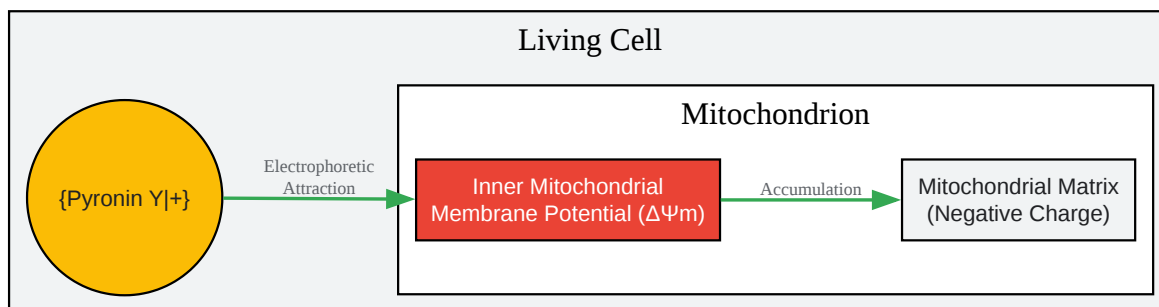 Living Cell
Mitochondrion
{Pyronin Y|+}
Electrophoretic
Attraction
Inner Mitochondrial
Membrane Potential (ΔΨm)
Accumulation
Mitochondrial Matrix
(Negative Charge)